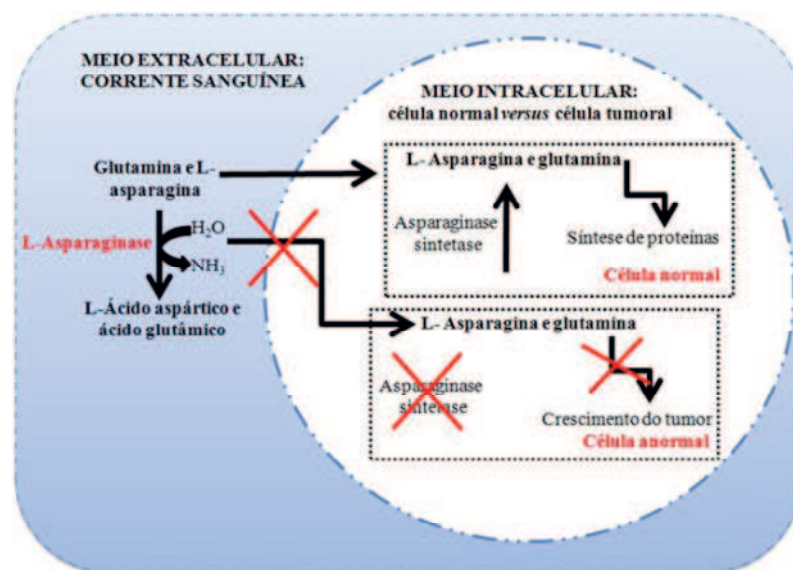 MEIO EXTRACELULAR:
CORRENTE SANGUÍNEA
MEIO INTRACELULAR:
célula normal versus célula tumoral
Glutamina e L-
asparagina
L-Asparaginase
H₂O
NH₃
L-Ácido aspártico e
ácido glutâmico
L- Asparagina e glutamina
Asparaginase
sintetase
Síntese de proteínas
Célula normal
L- Asparagina e glutamina
Asparaginase
sintetase
Crescimento do tumor
Célula anormal